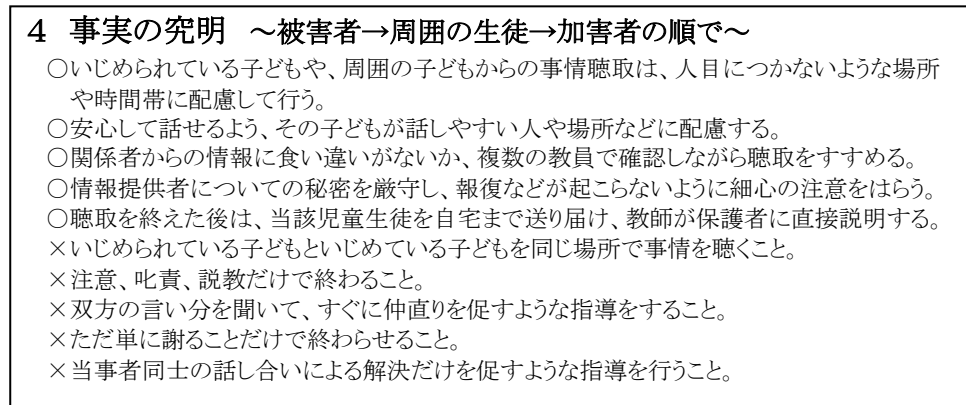 4 事実の究明 ～被害者→周囲の生徒→加害者の順で～
○いじめられている子どもや、周囲の子どもからの事情聴取は、人目につかないような場所
や時間帯に配慮して行う。
○安心して話せるよう、その子どもが話しやすい人や場所などに配慮する。
○関係者からの情報に食い違いがないか、複数の教員で確認しながら聴取をすすめる。
○情報提供者についての秘密を厳守し、報復などが起こらないように細心の注意をはらう。
○聴取を終えた後は、当該児童生徒を自宅まで送り届け、教師が保護者に直接説明する。
×いじめられている子どもといじめている子どもを同じ場所で事情を聴くこと。
×注意、叱責、説教だけで終わること。
×双方の言い分を聞いて、すぐに仲直りを促すような指導をすること。
×ただ単に謝ることだけで終わらせること。
×当事者同士の話し合いによる解決だけを促すような指導を行うこと。